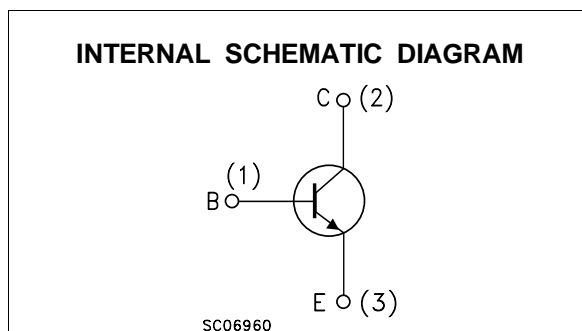 INTERNAL SCHEMATIC DIAGRAM
C (2)
(1)
B
E (3)
SC06960